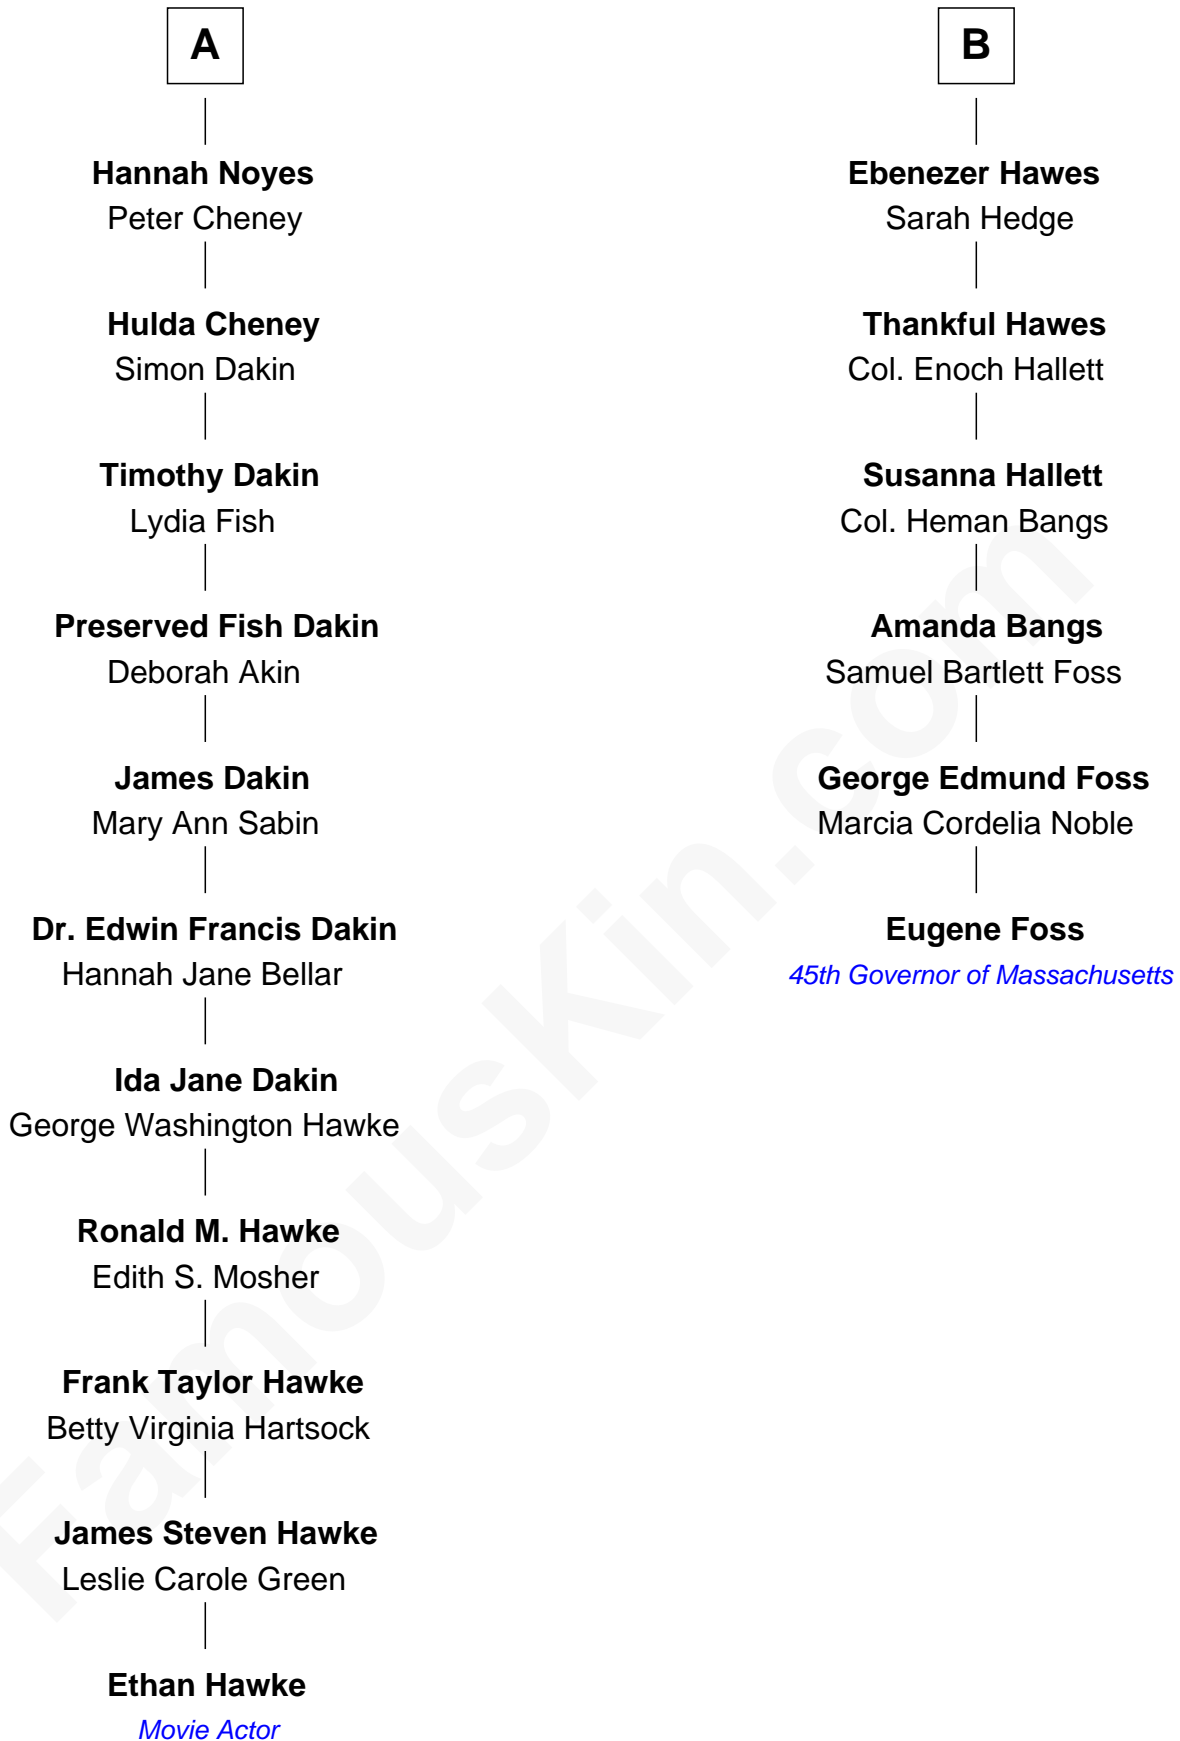 A
Hannah Noyes
Peter Cheney
Hulda Cheney
Simon Dakin
Timothy Dakin
Lydia Fish
Preserved Fish Dakin
Deborah Akin
James Dakin
Mary Ann Sabin
Dr. Edwin Francis Dakin
Hannah Jane Bellar
Ida Jane Dakin
George Washington Hawke
Ronald M. Hawke
Edith S. Mosher
Frank Taylor Hawke
Betty Virginia Hartsock
James Steven Hawke
Leslie Carole Green
Ethan Hawke
Movie Actor
B
Ebenezer Hawes
Sarah Hedge
Thankful Hawes
Col. Enoch Hallett
Susanna Hallett
Col. Heman Bangs
Amanda Bangs
Samuel Bartlett Foss
George Edmund Foss
Marcia Cordelia Noble
Eugene Foss
45th Governor of Massachusetts
FamousKin.com